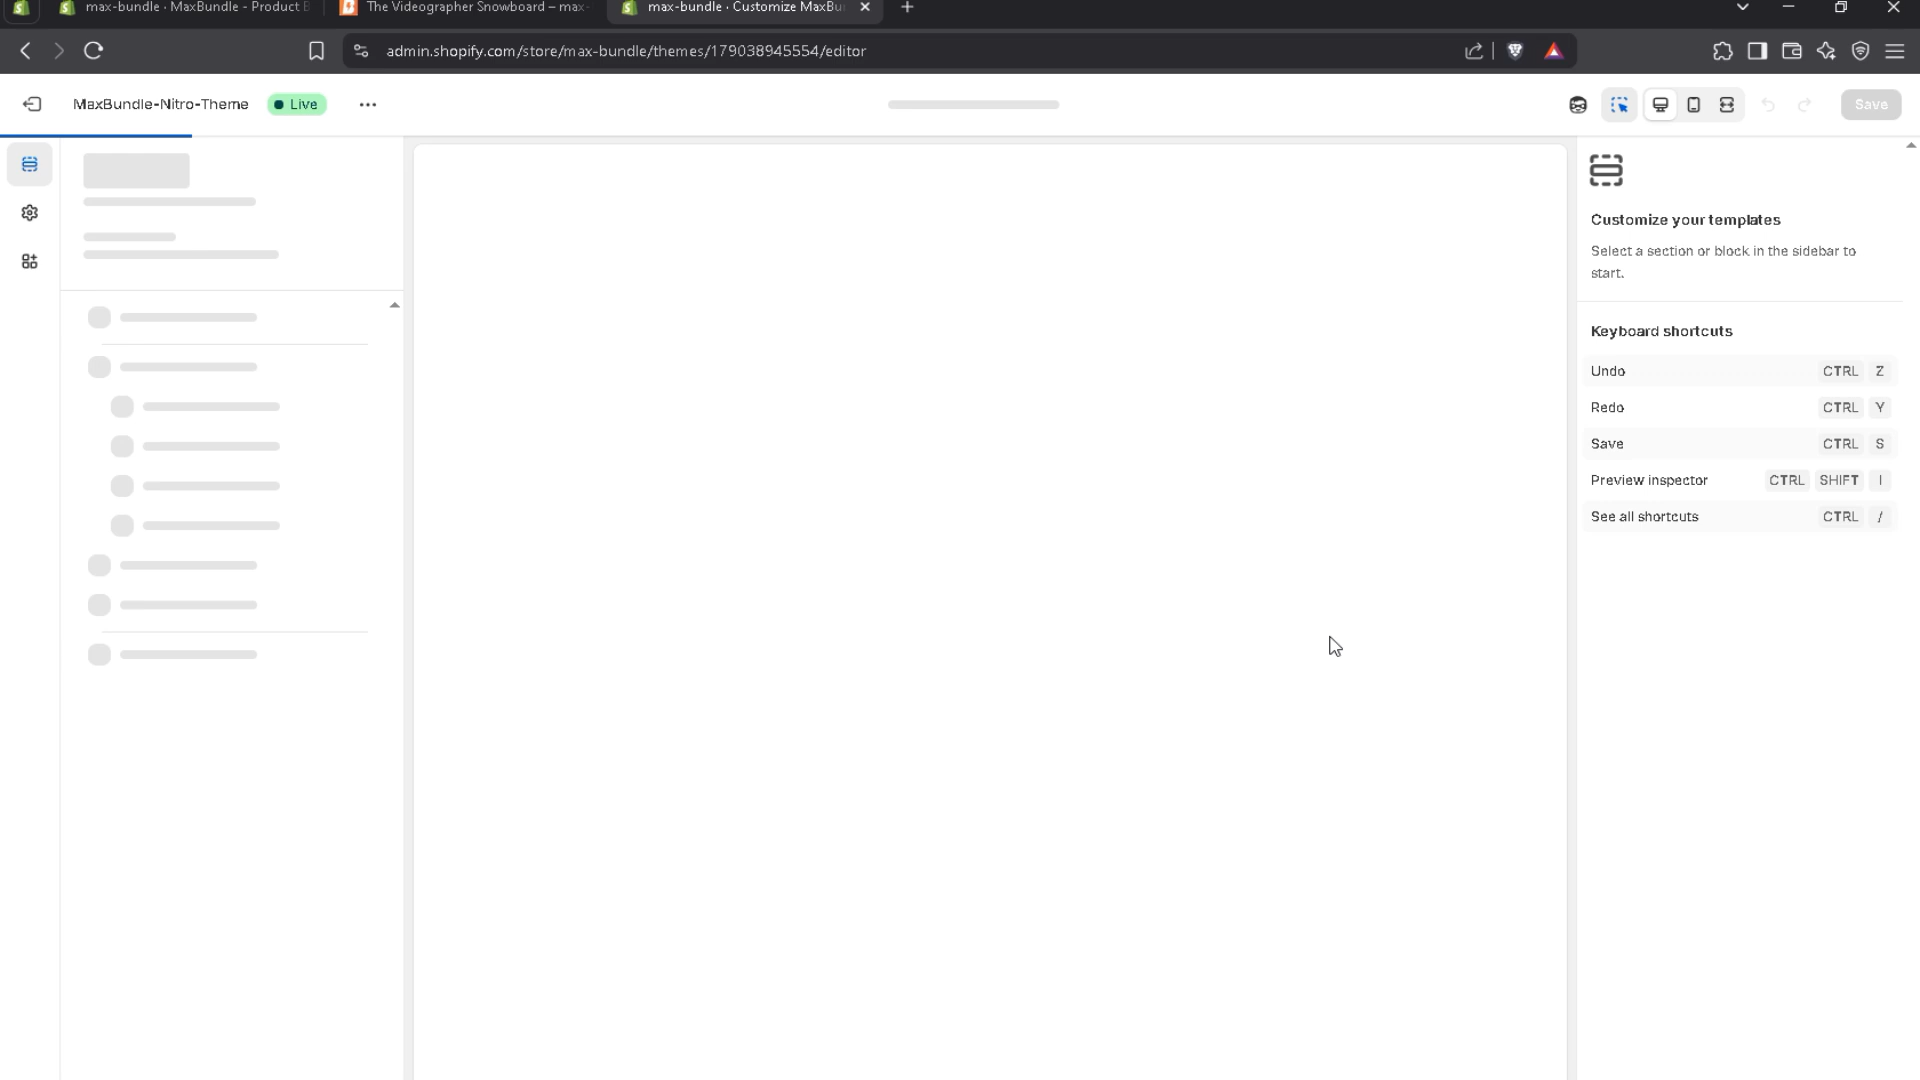 max-bundle · MaxBundle - Product B
The Videographer Snowboard – max-
max-bundle · Customize MaxBu
admin.shopify.com/store/max-bundle/themes/179038945554/editor
MaxBundle-Nitro-Theme
Live
Save
Customize your templates
Select a section or block in the sidebar to
start.
Keyboard shortcuts
Undo CTRL Z
Redo CTRL Y
Save CTRL S
Preview inspector CTRL SHIFT I
See all shortcuts CTRL /